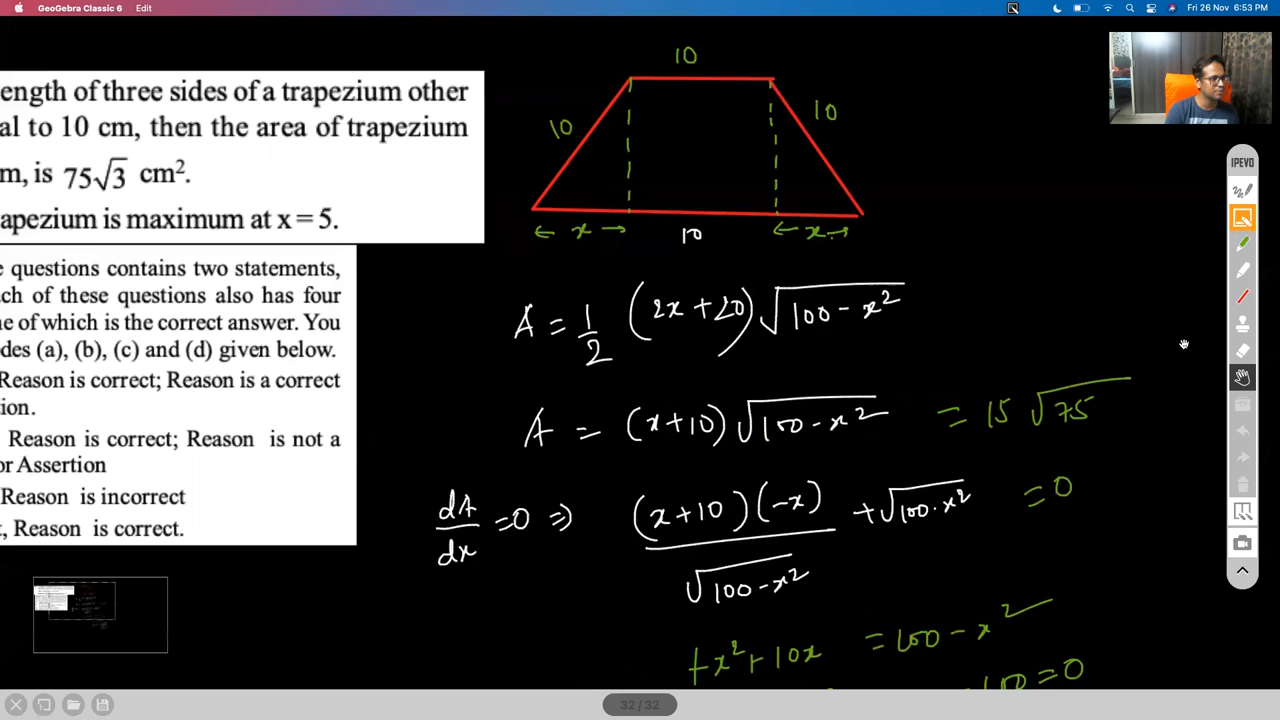 GeoGebra Classic 6 Edit
Fri 26 Nov 6:53 PM
ength of three sides of a trapezium other
al to 10 cm, then the area of trapezium
m, is 75√3 cm².
apezium is maximum at x = 5.
e questions contains two statements,
ach of these questions also has four
ne of which is the correct answer. You
des (a), (b), (c) and (d) given below.
Reason is correct; Reason is a correct
tion.
Reason is correct; Reason is not a
or Assertion
Reason is incorrect
t, Reason is correct.
10
10
10
← x →
10
← x →
A = 1/2 (2x + 20) √(100 - x²)
A = (x + 10) √(100 - x²) = 15 √75
dA/dx = 0 ⇒ (x + 10)(-x)/√(100 - x²) + √(100 - x²) = 0
+x² + 10x = 100 - x²
100 = 0
IPEVO
32 / 32